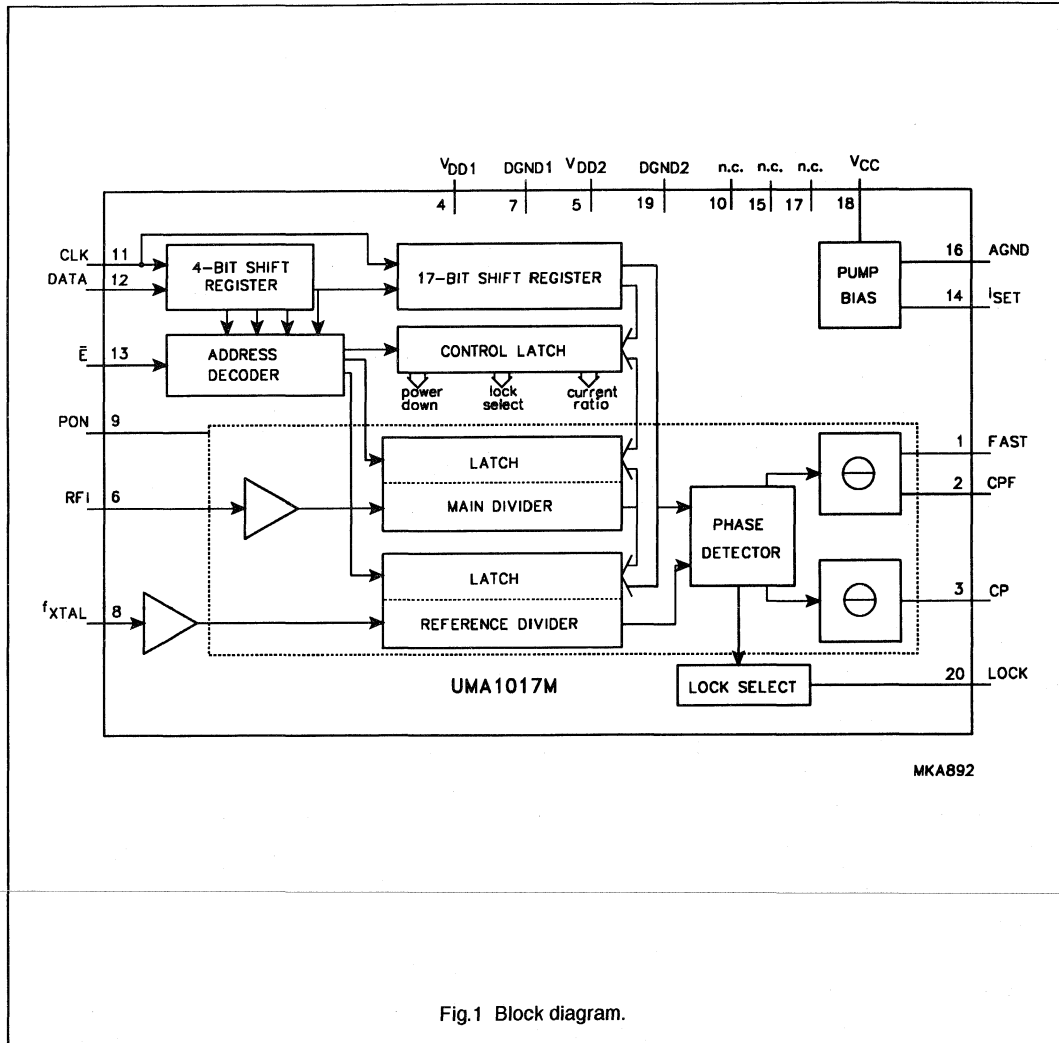 VDD1 DGND1 VDD2 DGND2 n.c. n.c. n.c. VCC
4 7 5 19 10 15 17 18
CLK 11
DATA 12
4-BIT SHIFT
REGISTER
17-BIT SHIFT REGISTER
PUMP
BIAS
16 AGND
14 ISET
Ē 13
ADDRESS
DECODER
CONTROL LATCH
power
down
lock
select
current
ratio
PON 9
RFI 6
LATCH
MAIN DIVIDER
PHASE
DETECTOR
1 FAST
2 CPF
fXTAL 8
LATCH
REFERENCE DIVIDER
3 CP
UMA1017M
LOCK SELECT
20 LOCK
MKA892
Fig.1 Block diagram.